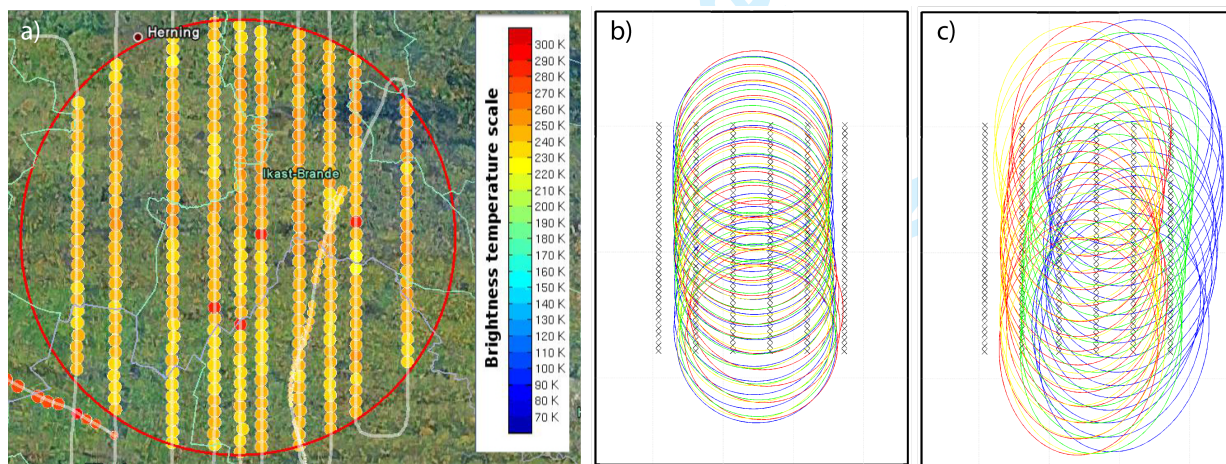 a)
Herning
Ikast-Brande
Brightness temperature scale
300 K
290 K
280 K
270 K
260 K
250 K
240 K
230 K
220 K
210 K
200 K
190 K
180 K
170 K
160 K
150 K
140 K
130 K
120 K
110 K
100 K
90 K
80 K
70 K
b)
c)